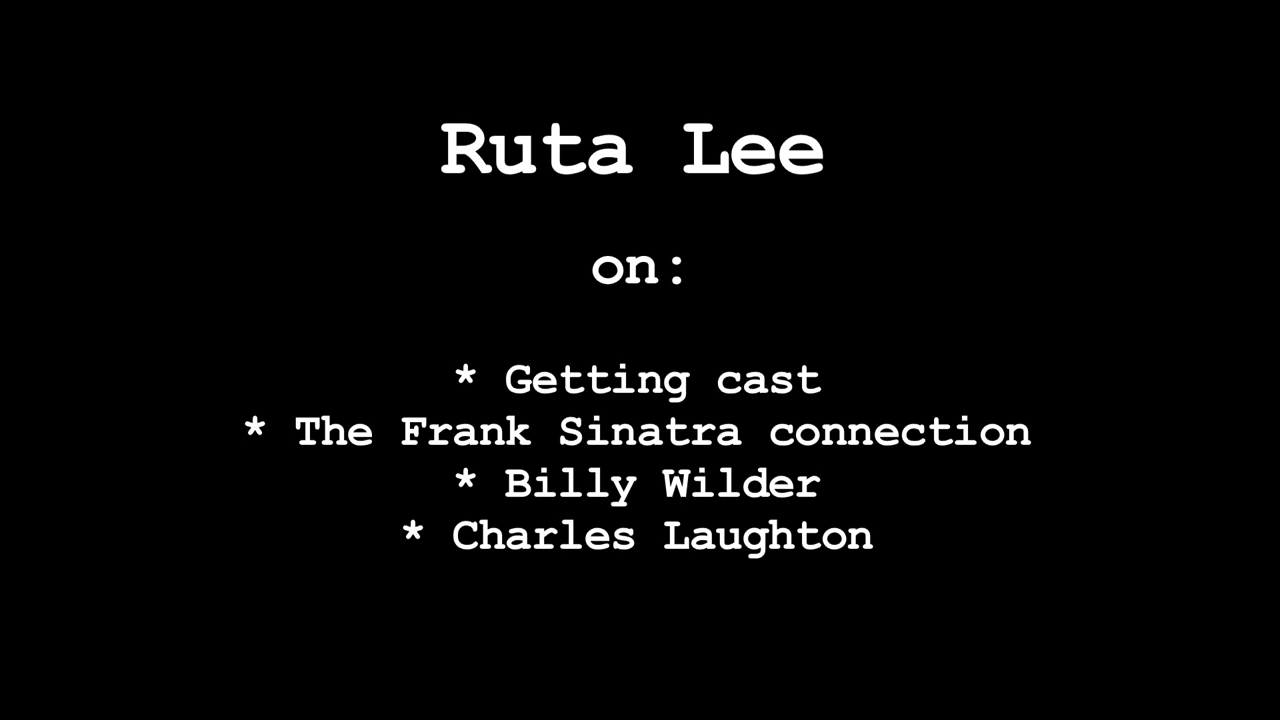 Ruta Lee
on:
* Getting cast
* The Frank Sinatra connection
* Billy Wilder
* Charles Laughton